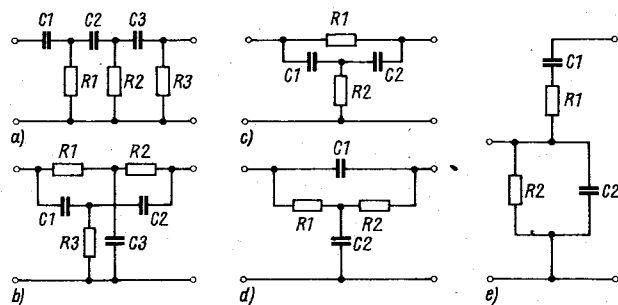 C1 C2 C3
R1 R2 R3
a)
R1 R2
C1 C2
R3 C3
b)
R1
C1 C2
R2
c)
C1
R1 R2
C2
d)
C1
R1
R2 C2
e)